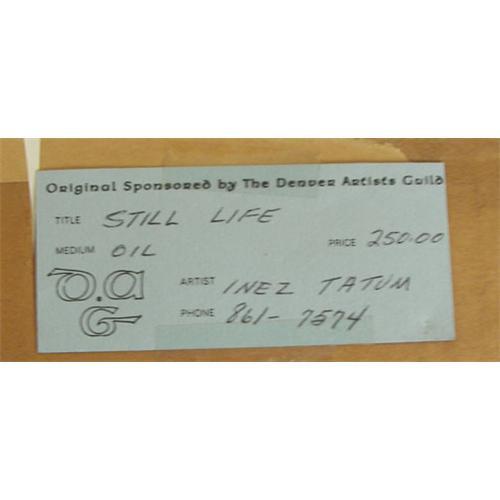 Original Sponsored by The Denver Artists Guild
TITLE STILL LIFE
MEDIUM OIL PRICE 250.00
D.A
G
ARTIST INEZ TATUM
PHONE 861-7574